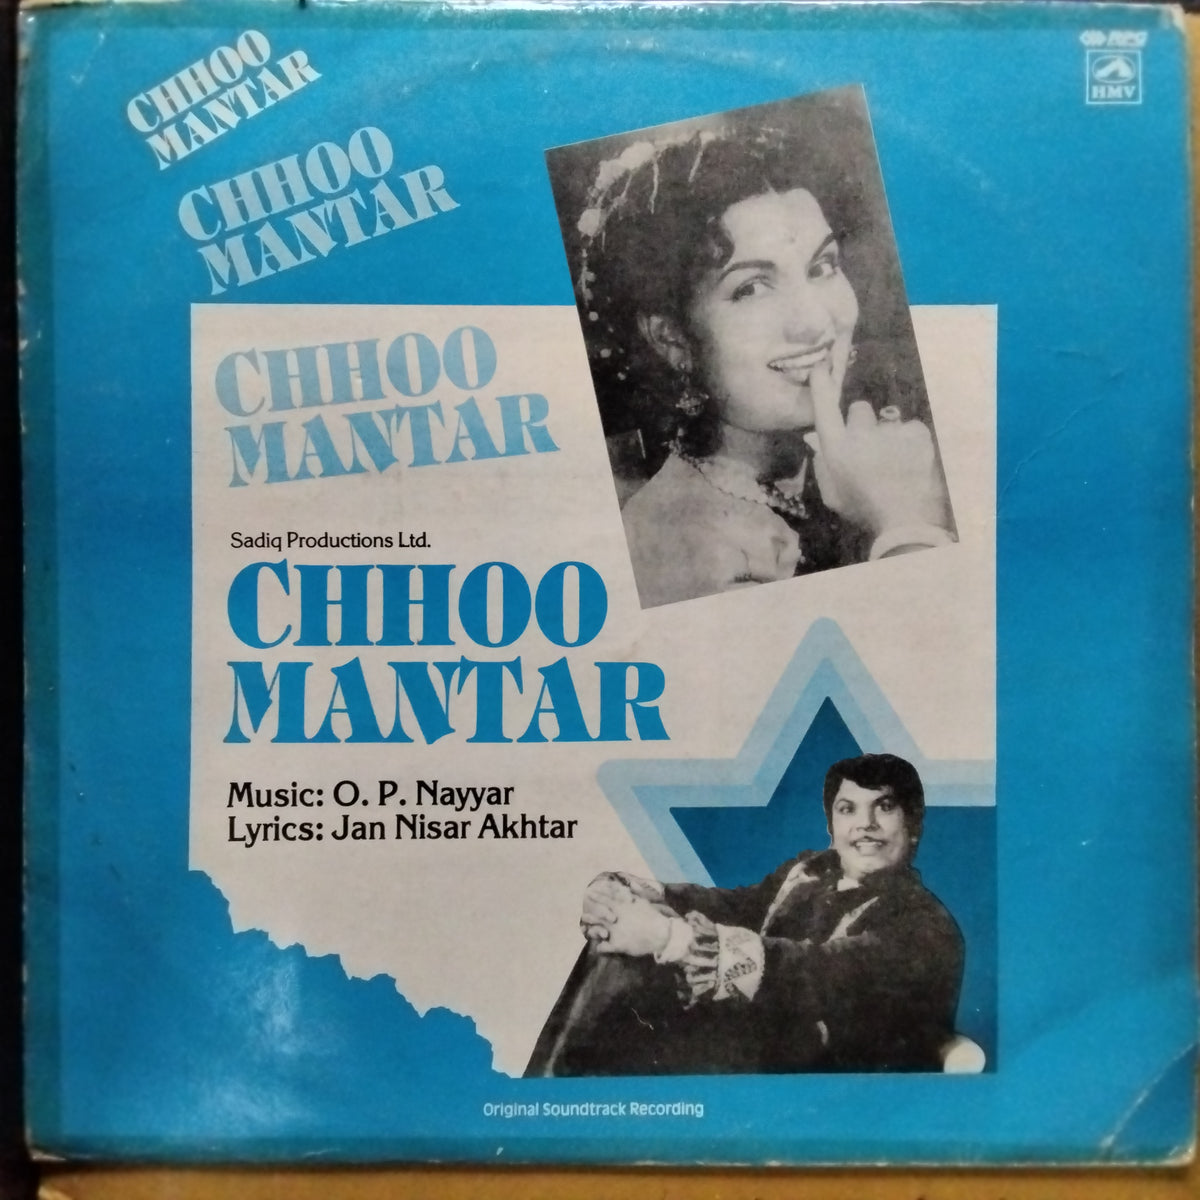 CHHOO
MANTAR
RPG
HMV
CHHOO
MANTAR
CHHOO
MANTAR
Sadiq Productions Ltd.
CHHOO
MANTAR
Music: O. P. Nayyar
Lyrics: Jan Nisar Akhtar
Original Soundtrack Recording